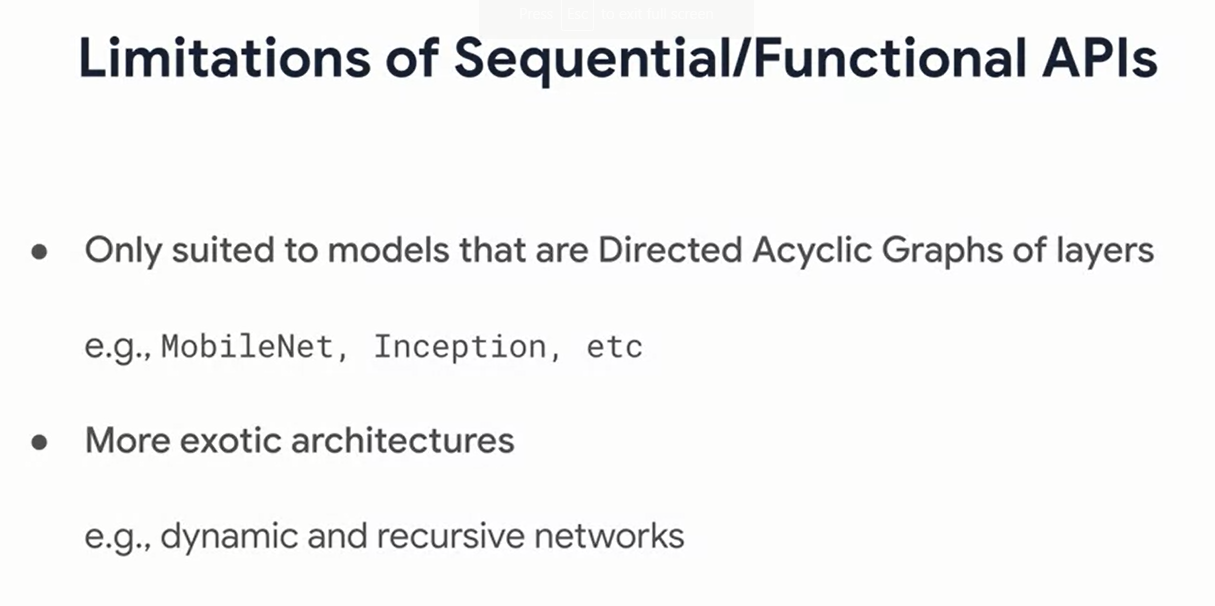 Press Esc to exit full screen
Limitations of Sequential/Functional APIs
● Only suited to models that are Directed Acyclic Graphs of layers
e.g., MobileNet, Inception, etc
● More exotic architectures
e.g., dynamic and recursive networks